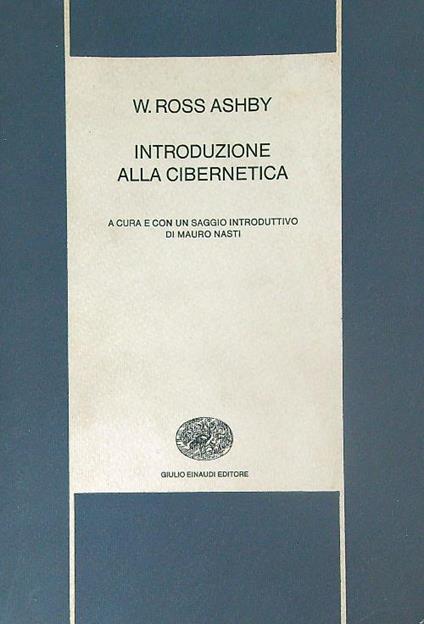 W. ROSS ASHBY
INTRODUZIONE
ALLA CIBERNETICA
A CURA E CON UN SAGGIO INTRODUTTIVO
DI MAURO NASTI
GIULIO EINAUDI EDITORE